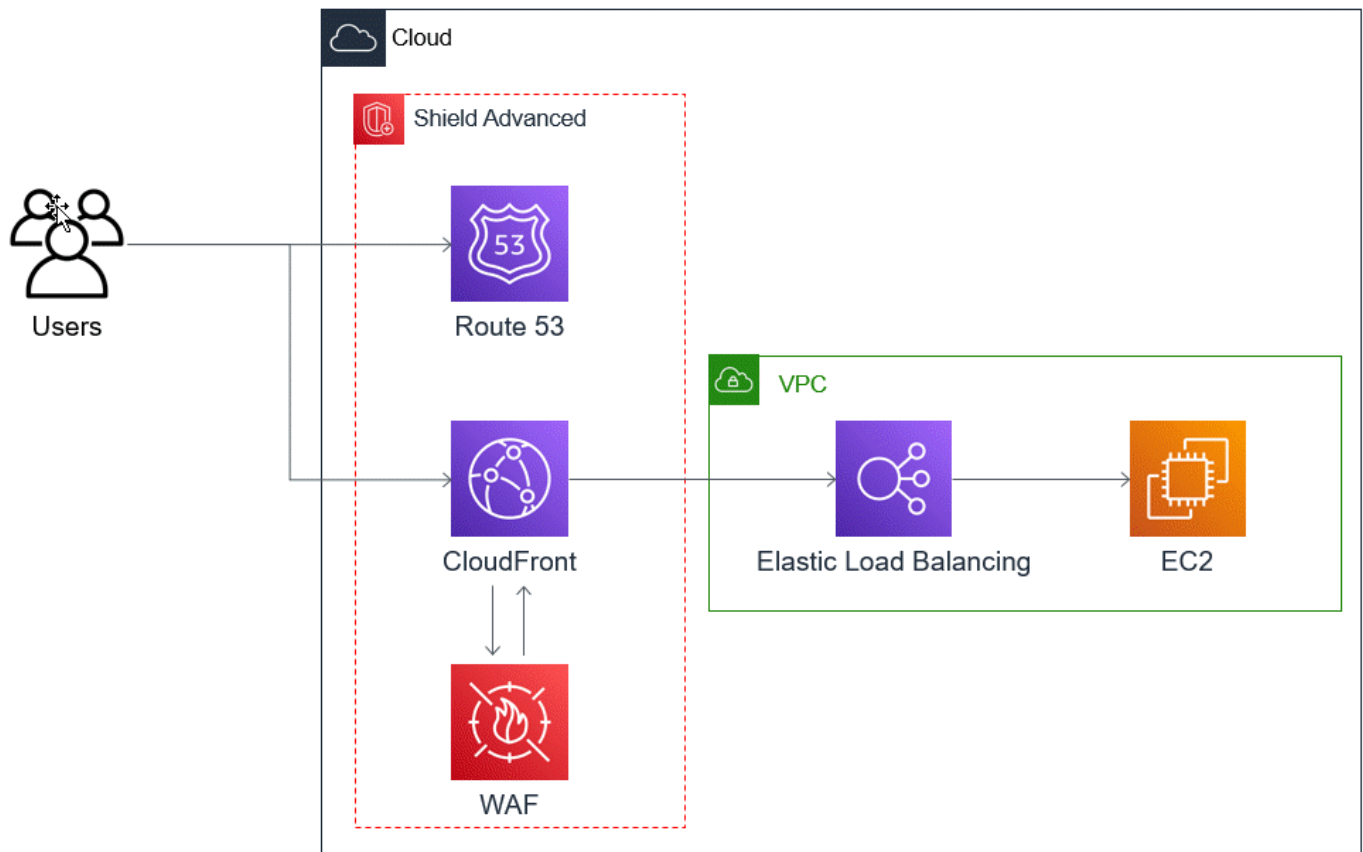 Cloud
Shield Advanced
53
Users
Route 53
VPC
CloudFront
Elastic Load Balancing
EC2
WAF